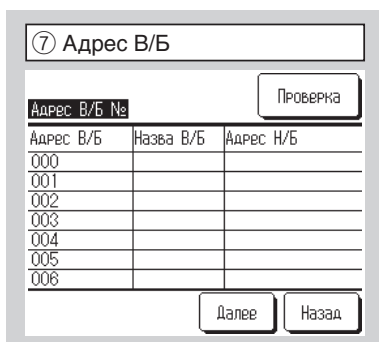 ⑦ Адрес В/Б
Проверка
Адрес В/Б №
Адрес В/Б Назва В/Б Адрес Н/Б
000
001
002
003
004
005
006
Далее Назад